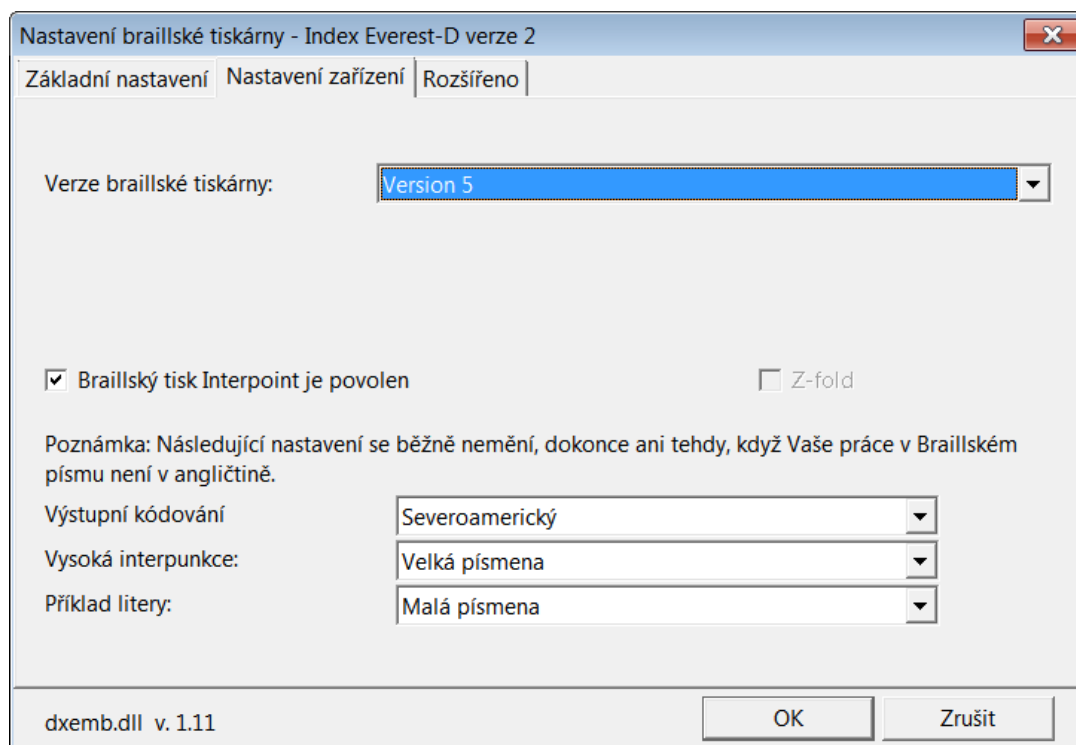 Nastavení braillské tiskárny - Index Everest-D verze 2
Základní nastavení Nastavení zařízení Rozšířeno
Verze braillské tiskárny: Version 5
Braillský tisk Interpoint je povolen Z-fold
Poznámka: Následující nastavení se běžně nemění, dokonce ani tehdy, když Vaše práce v Braillském
písmu není v angličtině.
Výstupní kódování Severoamerický
Vysoká interpunkce: Velká písmena
Příklad litery: Malá písmena
dxemb.dll v. 1.11 OK Zrušit